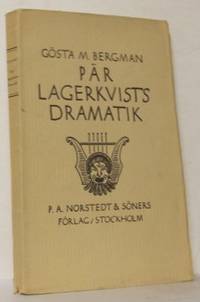 GÖSTA M. BERGMAN
PÄR
LAGERKVISTS
DRAMATIK
P. A. NORSTEDT & SÖNERS
FÖRLAG / STOCKHOLM